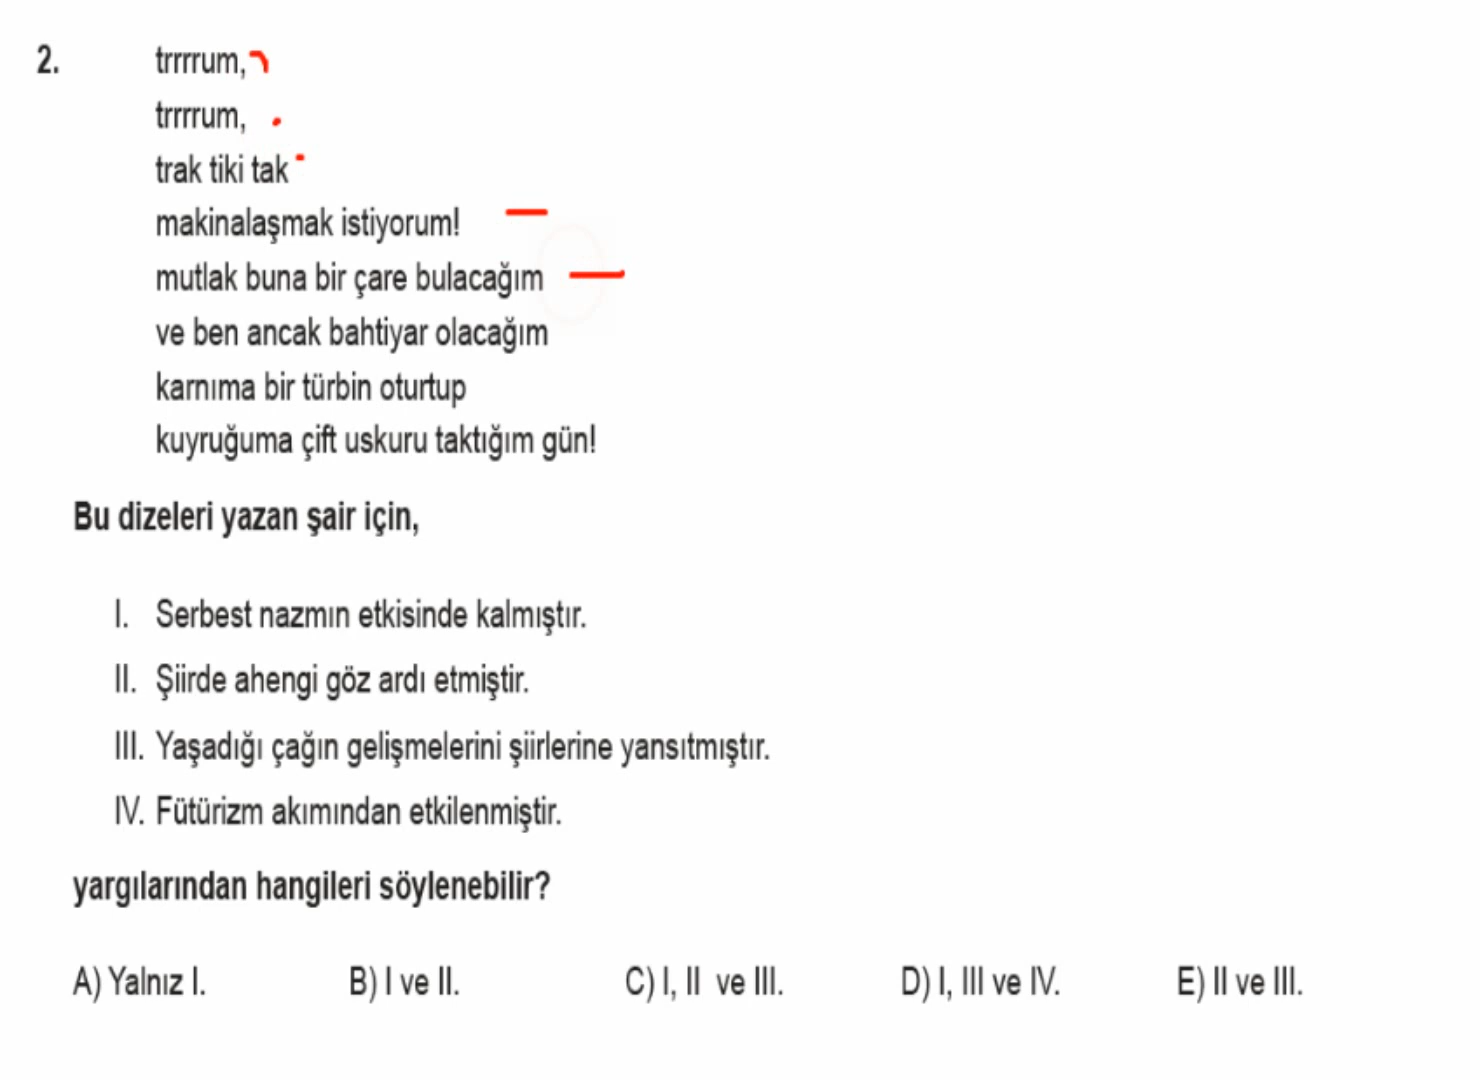 2. trrrrum,
trrrrum,
trak tiki tak
makinalaşmak istiyorum!
mutlak buna bir çare bulacağım
ve ben ancak bahtiyar olacağım
karnıma bir türbin oturtup
kuyruğuma çift uskuru taktığım gün!
Bu dizeleri yazan şair için,
I. Serbest nazmın etkisinde kalmıştır.
II. Şiirde ahengi göz ardı etmiştir.
III. Yaşadığı çağın gelişmelerini şiirlerine yansıtmıştır.
IV. Fütürizm akımından etkilenmiştir.
yargılarından hangileri söylenebilir?
A) Yalnız I. B) I ve II. C) I, II ve III. D) I, III ve IV. E) II ve III.